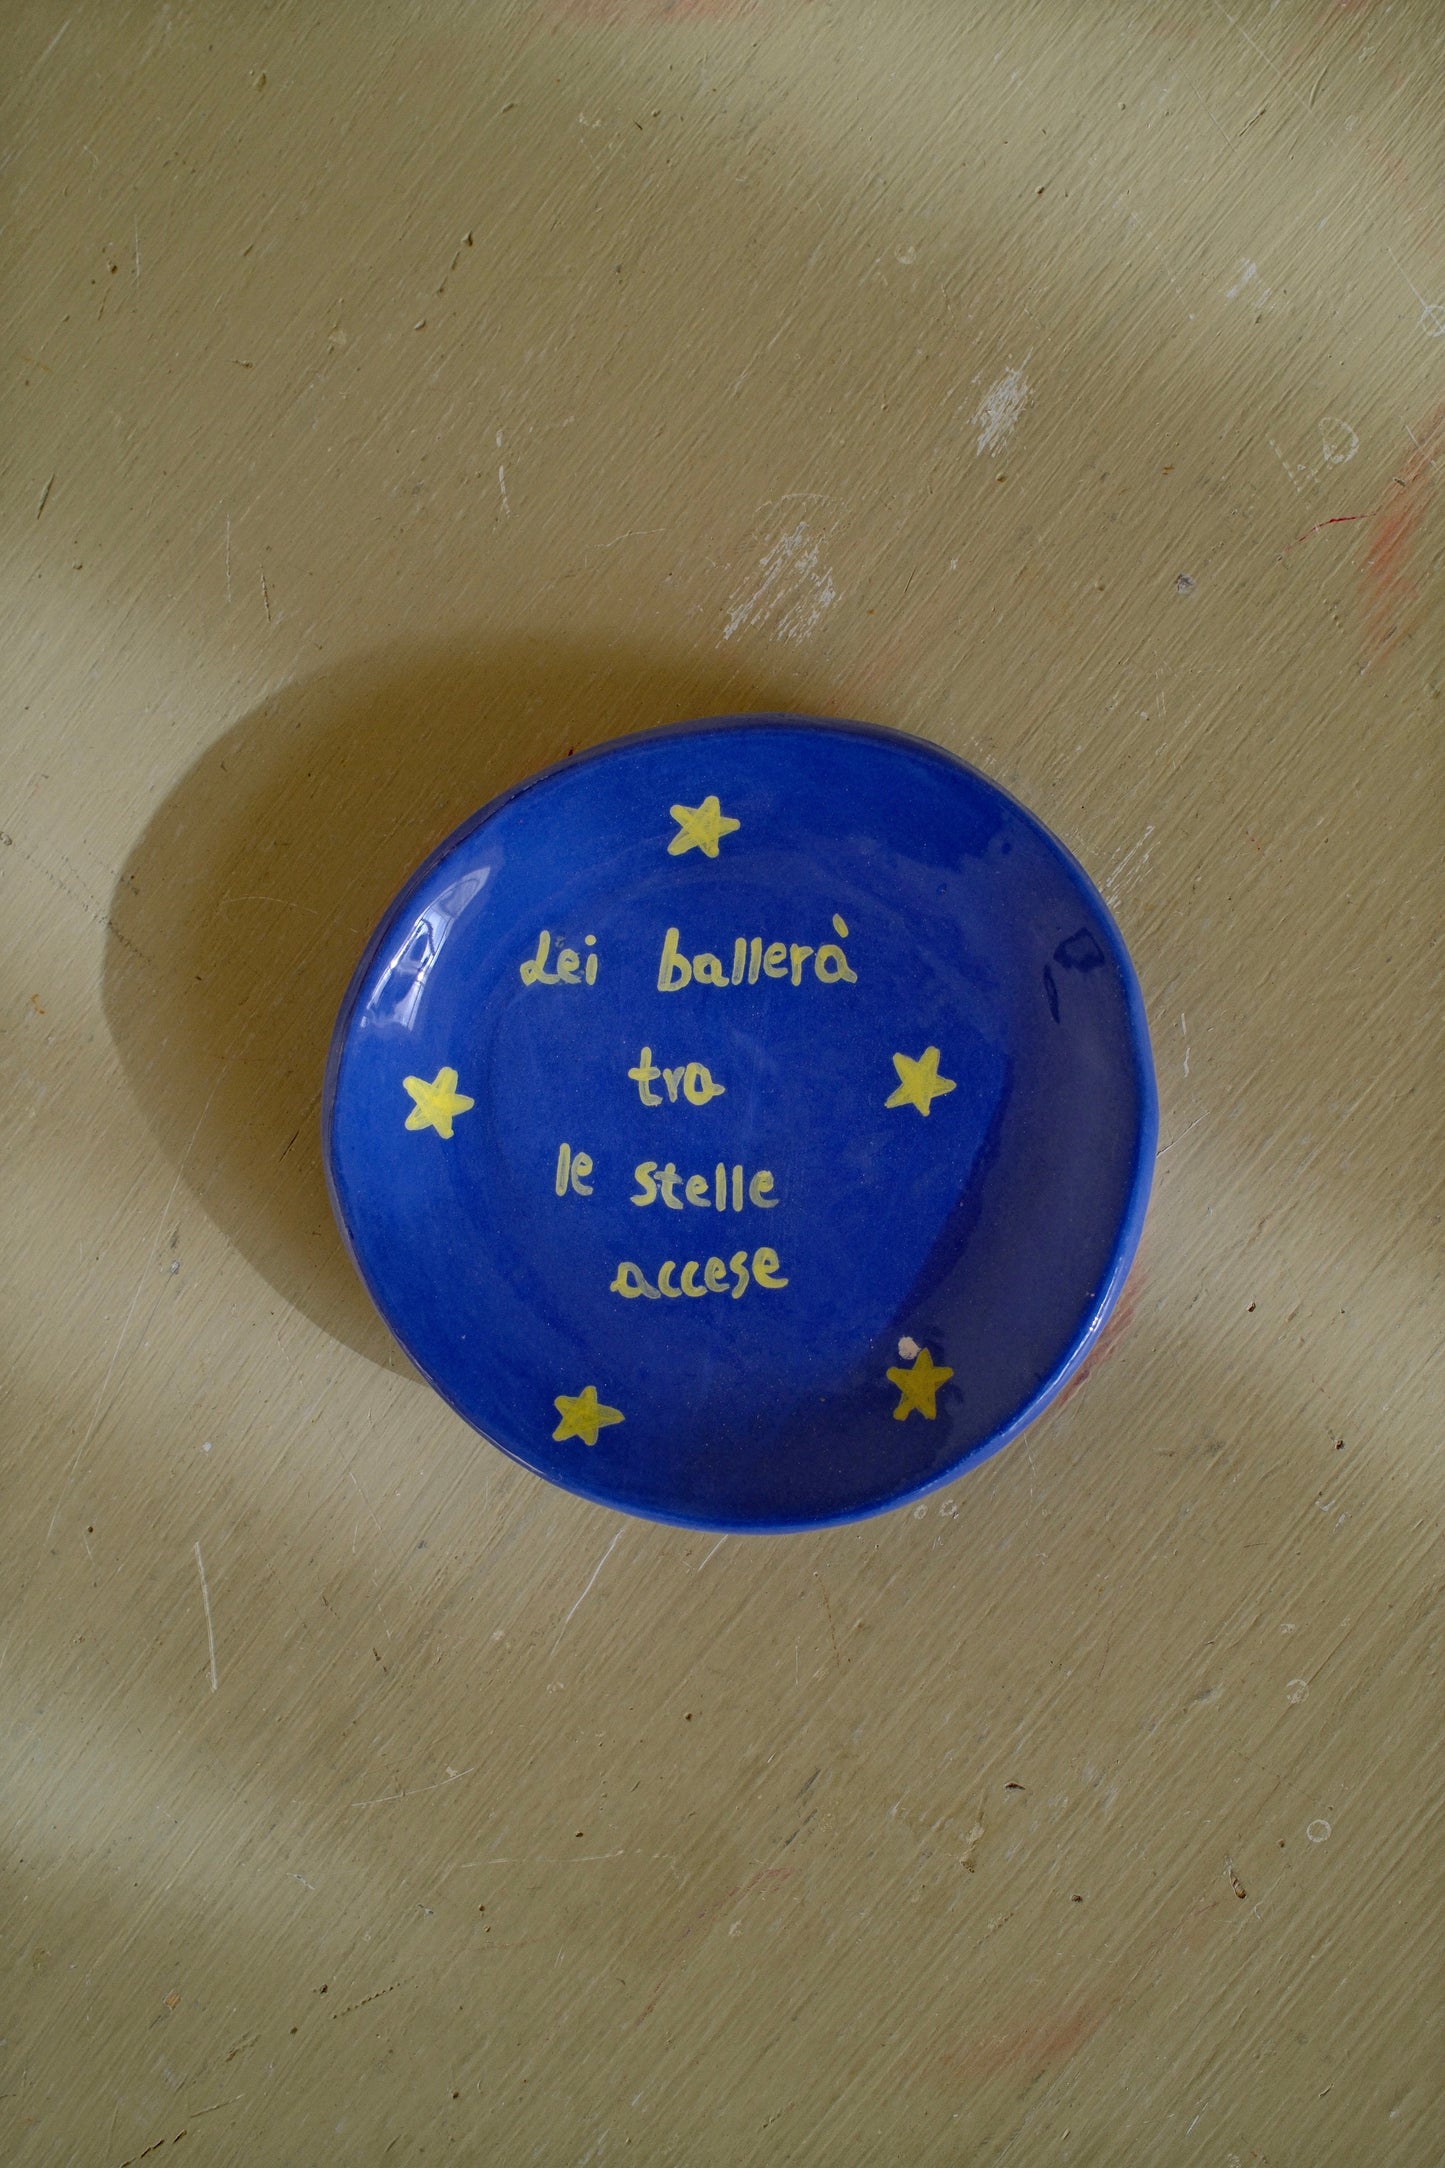 Lei ballerà
tra
le stelle
accese